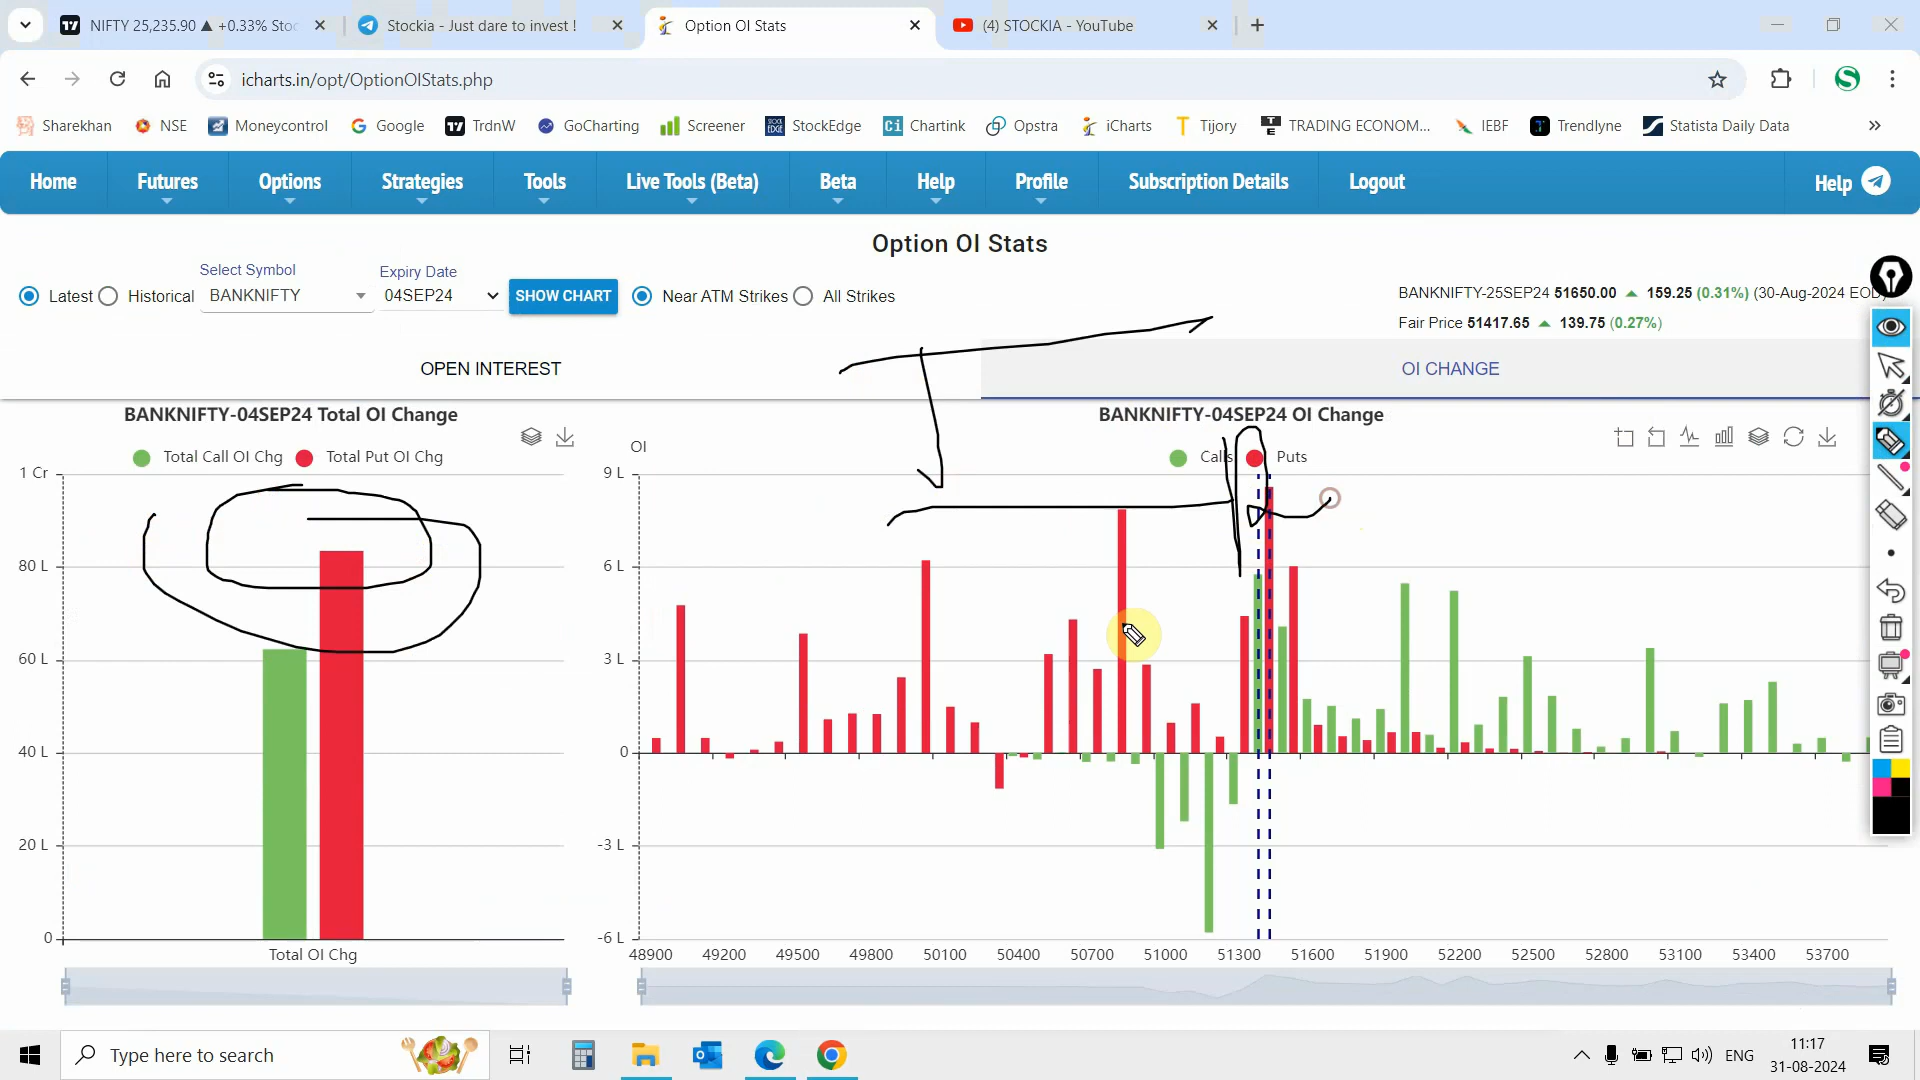 NIFTY 25,235.90 ▲ +0.33% Stoc
Stockia - Just dare to invest !
Option OI Stats
(4) STOCKIA - YouTube
icharts.in/opt/OptionOIStats.php
Sharekhan
NSE
Moneycontrol
Google
TrdnW
GoCharting
Screener
StockEdge
Chartink
Opstra
iCharts
Tijory
TRADING ECONOM...
IEBF
Trendlyne
Statista Daily Data
Home
Futures
Options
Strategies
Tools
Live Tools (Beta)
Beta
Help
Profile
Subscription Details
Logout
Help
Option OI Stats
Select Symbol
Expiry Date
Latest
Historical
BANKNIFTY
04SEP24
SHOW CHART
Near ATM Strikes
All Strikes
BANKNIFTY-25SEP24 51650.00 ▲ 159.25 (0.31%) (30-Aug-2024 EOD)
Fair Price 51417.65 ▲ 139.75 (0.27%)
OPEN INTEREST
OI CHANGE
BANKNIFTY-04SEP24 Total OI Change
Total Call OI Chg
Total Put OI Chg
1 Cr
80 L
60 L
40 L
20 L
0
Total OI Chg
BANKNIFTY-04SEP24 OI Change
Calls
Puts
OI
9 L
6 L
3 L
0
-3 L
-6 L
48900 49200 49500 49800 50100 50400 50700 51000 51300 51600 51900 52200 52500 52800 53100 53400 53700
Type here to search
ENG
11:17
31-08-2024